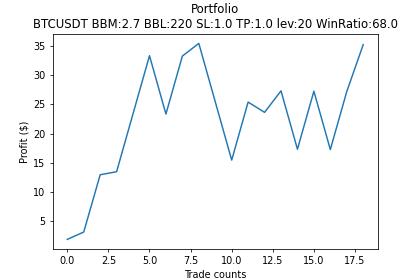 Portfolio
BTCUSDT BBM:2.7 BBL:220 SL:1.0 TP:1.0 lev:20 WinRatio:68.0
35
30
25
20
15
10
5
Profit ($)
0.0 2.5 5.0 7.5 10.0 12.5 15.0 17.5
Trade counts